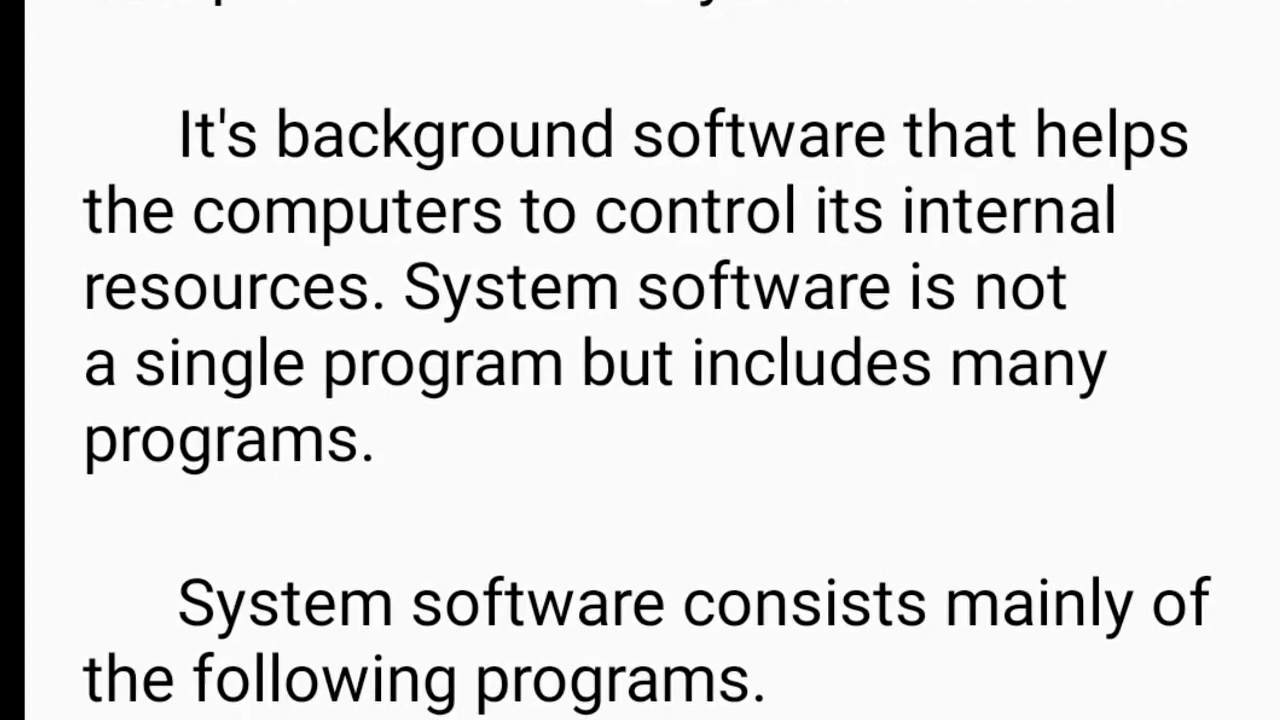 It's background software that helps
the computers to control its internal
resources. System software is not
a single program but includes many
programs.
System software consists mainly of
the following programs.